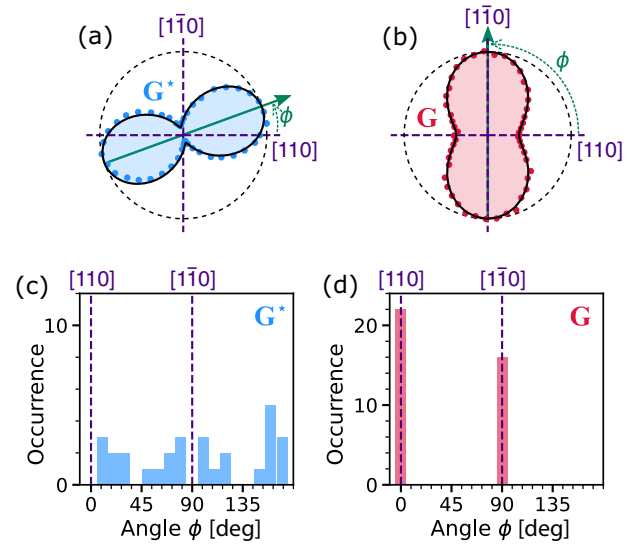 [11̄0]
(a)
G⋆
ϕ
[110]
[11̄0]
(b)
ϕ
G
[110]
(c)
[110]
[11̄0]
G⋆
Occurrence
10
0
0
45
90
135
Angle ϕ [deg]
(d)
[110]
[11̄0]
G
Occurrence
20
10
0
0
45
90
135
Angle ϕ [deg]